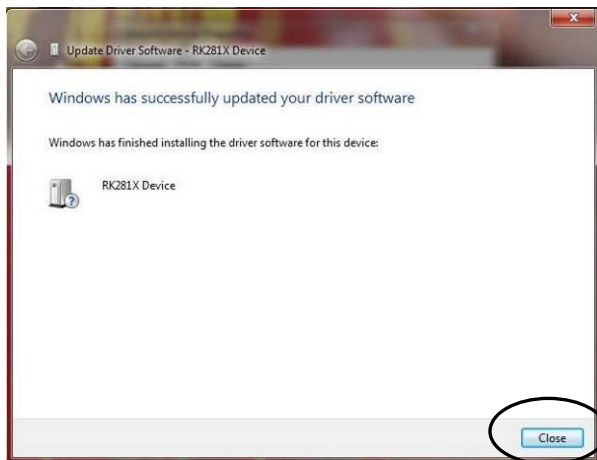 Update Driver Software - RK281X Device
Windows has successfully updated your driver software
Windows has finished installing the driver software for this device:
RK281X Device
Close